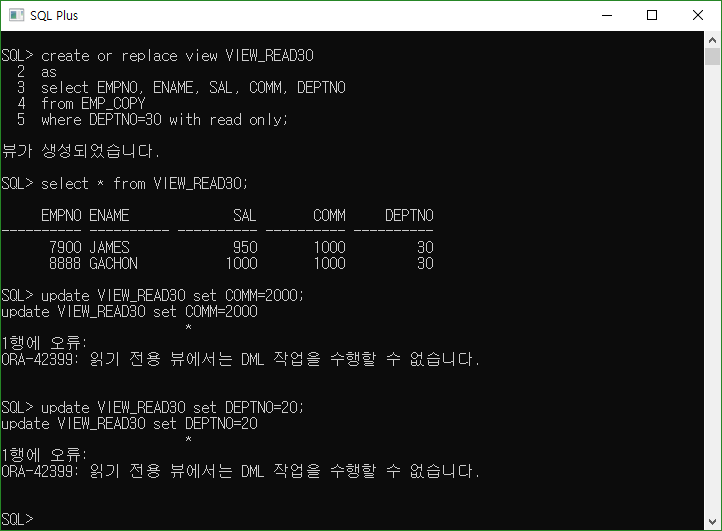 SQL Plus
SQL> create or replace view VIEW_READ30
2 as
3 select EMPNO, ENAME, SAL, COMM, DEPTNO
4 from EMP_COPY
5 where DEPTNO=30 with read only;
뷰가 생성되었습니다.
SQL> select * from VIEW_READ30;
EMPNO ENAME SAL COMM DEPTNO
---------- ---------- ---------- ---------- ----------
7900 JAMES 950 1000 30
8888 GACHON 1000 1000 30
SQL> update VIEW_READ30 set COMM=2000;
update VIEW_READ30 set COMM=2000
*
1행에 오류:
ORA-42399: 읽기 전용 뷰에서는 DML 작업을 수행할 수 없습니다.
SQL> update VIEW_READ30 set DEPTNO=20;
update VIEW_READ30 set DEPTNO=20
*
1행에 오류:
ORA-42399: 읽기 전용 뷰에서는 DML 작업을 수행할 수 없습니다.
SQL>